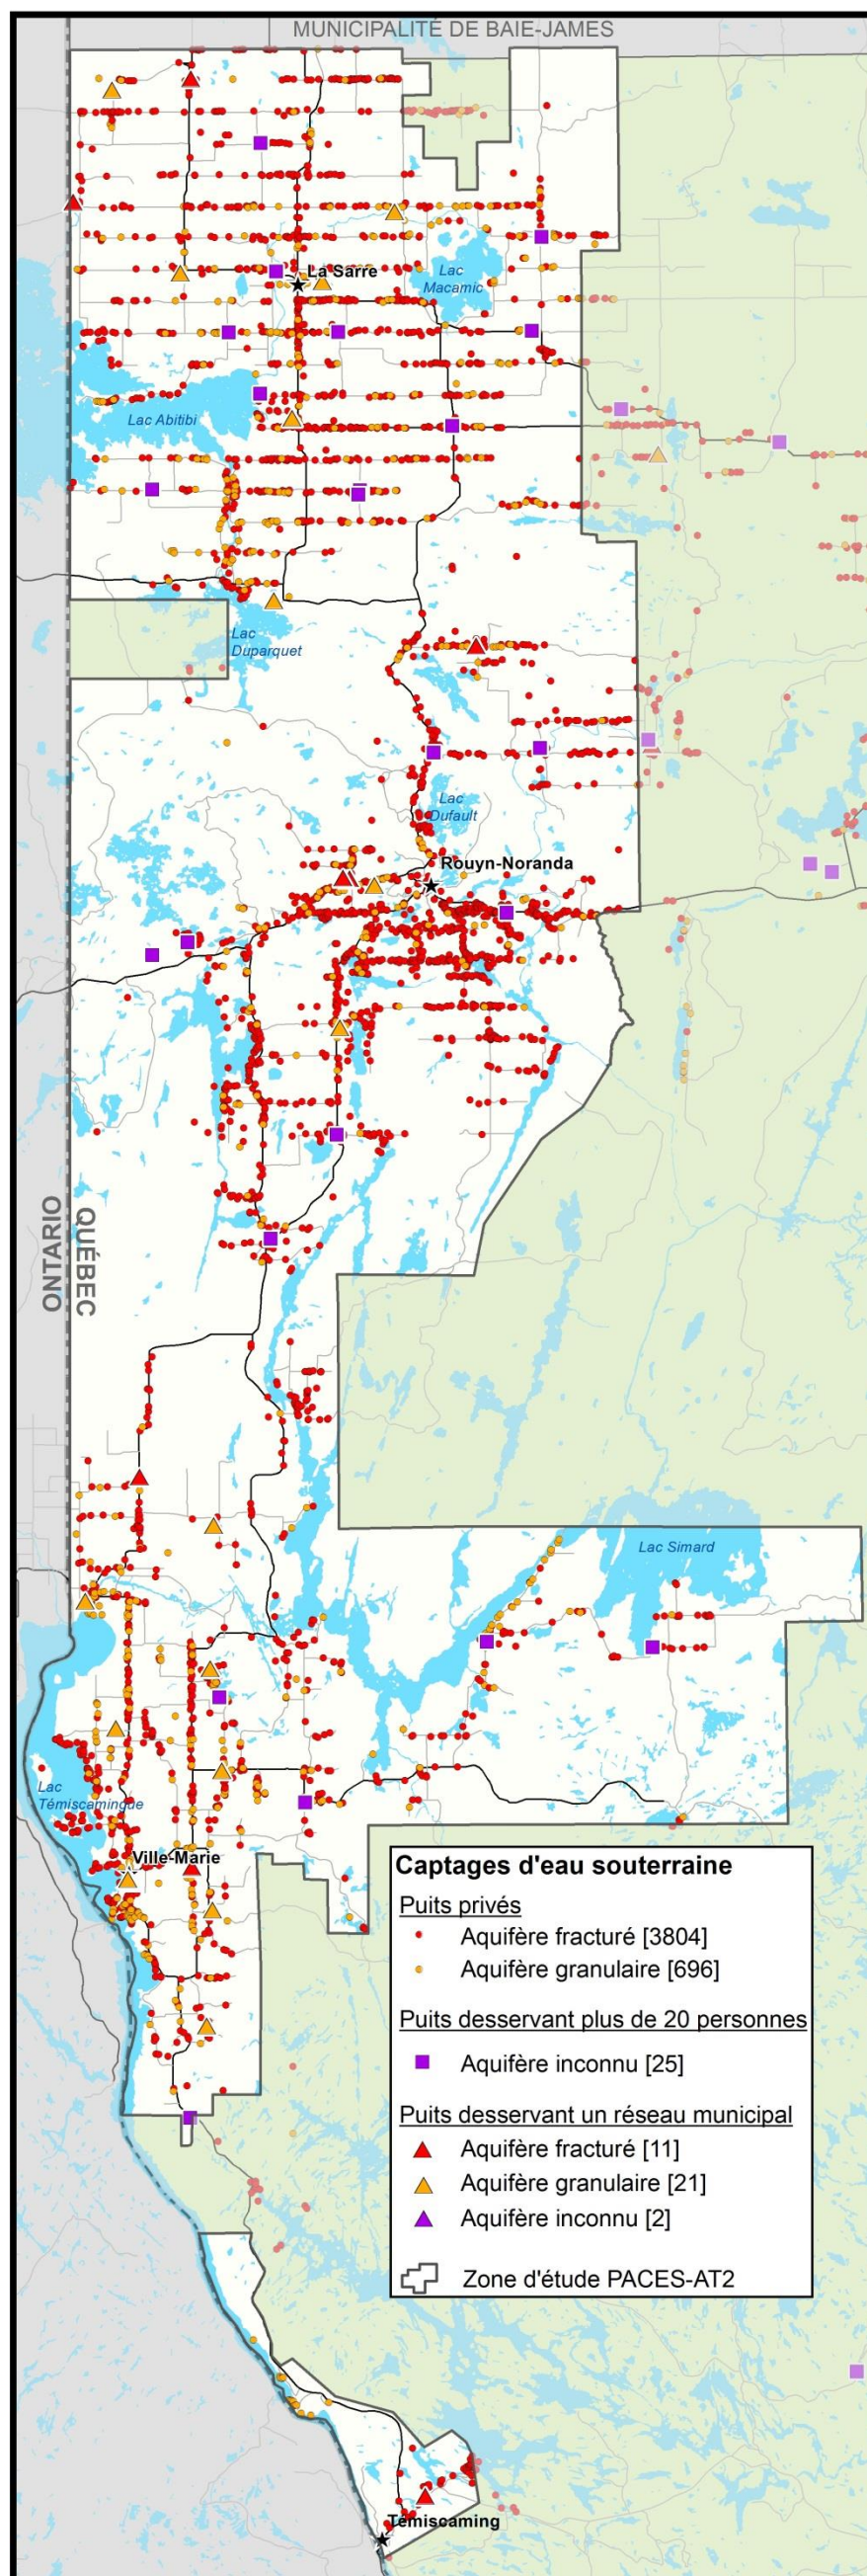 MUNICIPALITÉ DE BAIE-JAMES
La Sarre
Lac
Macamic
Lac Abitibi
Lac
Duparquet
Lac
Dufault
Rouyn-Noranda
ONTARIO
QUÉBEC
Lac Simard
Lac
Témiscamingue
Ville-Marie
Captages d'eau souterraine
Puits privés
Aquifère fracturé [3804]
Aquifère granulaire [696]
Puits desservant plus de 20 personnes
Aquifère inconnu [25]
Puits desservant un réseau municipal
Aquifère fracturé [11]
Aquifère granulaire [21]
Aquifère inconnu [2]
Zone d'étude PACES-AT2
Témiscaming